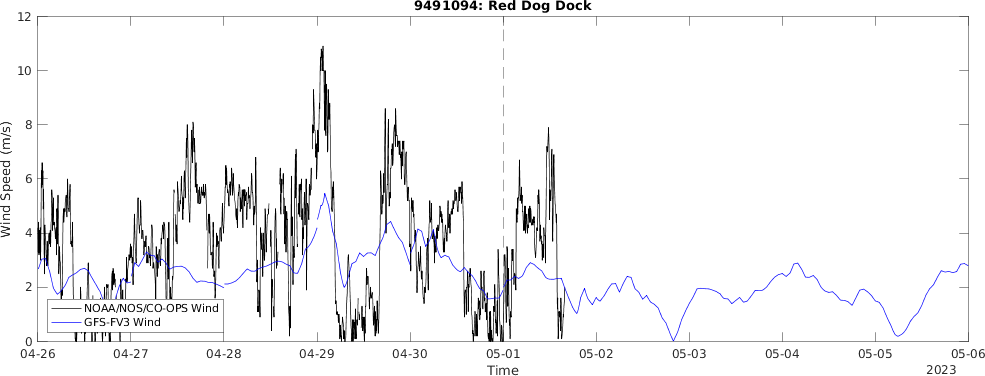 9491094: Red Dog Dock
12
10
8
6
4
2
0
Wind Speed (m/s)
NOAA/NOS/CO-OPS Wind
GFS-FV3 Wind
04-26 04-27 04-28 04-29 04-30 05-01 05-02 05-03 05-04 05-05 05-06
Time
2023